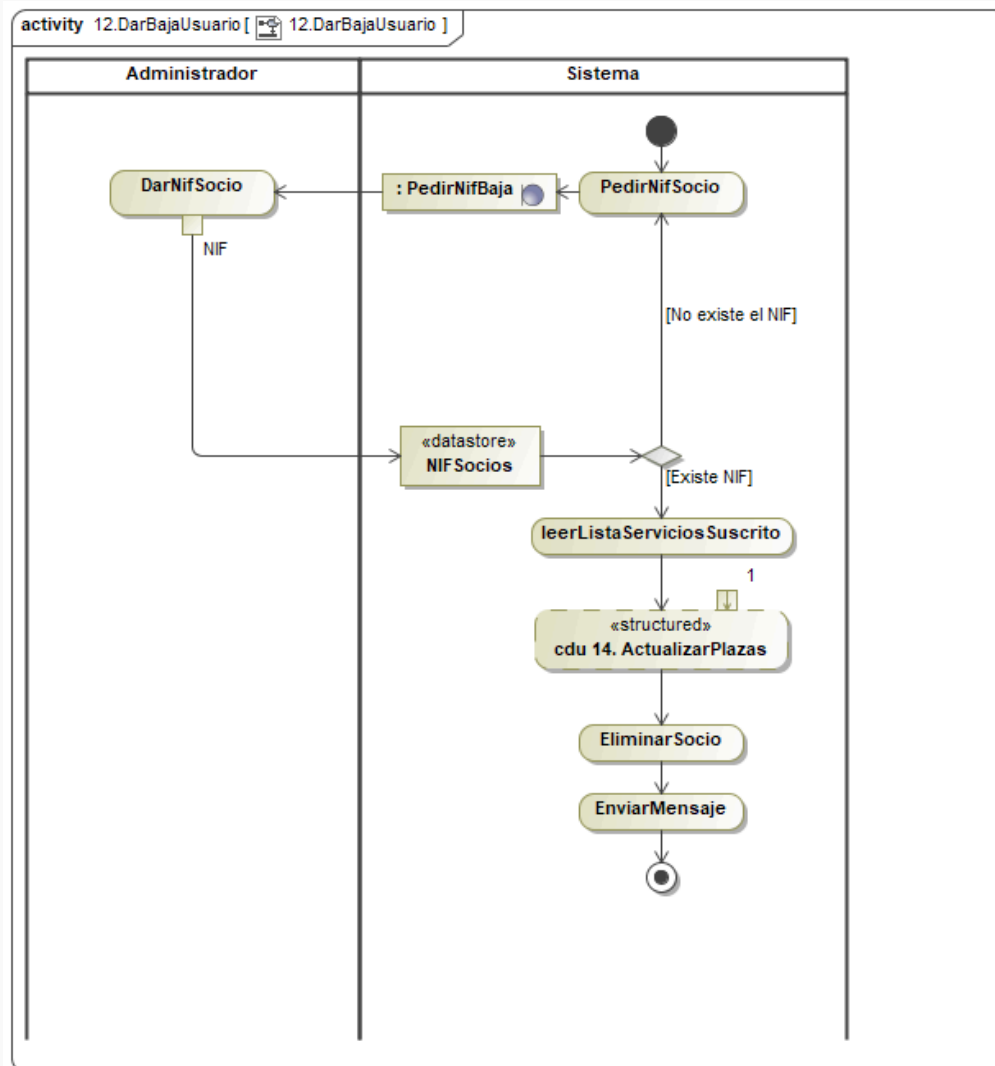 activity 12.DarBajaUsuario [ 12.DarBajaUsuario ]
Administrador
Sistema
DarNifSocio
: PedirNifBaja
PedirNifSocio
NIF
[No existe el NIF]
«datastore»
NIFSocios
[Existe NIF]
leerListaServiciosSuscrito
1
«structured»
cdu 14. ActualizarPlazas
EliminarSocio
EnviarMensaje